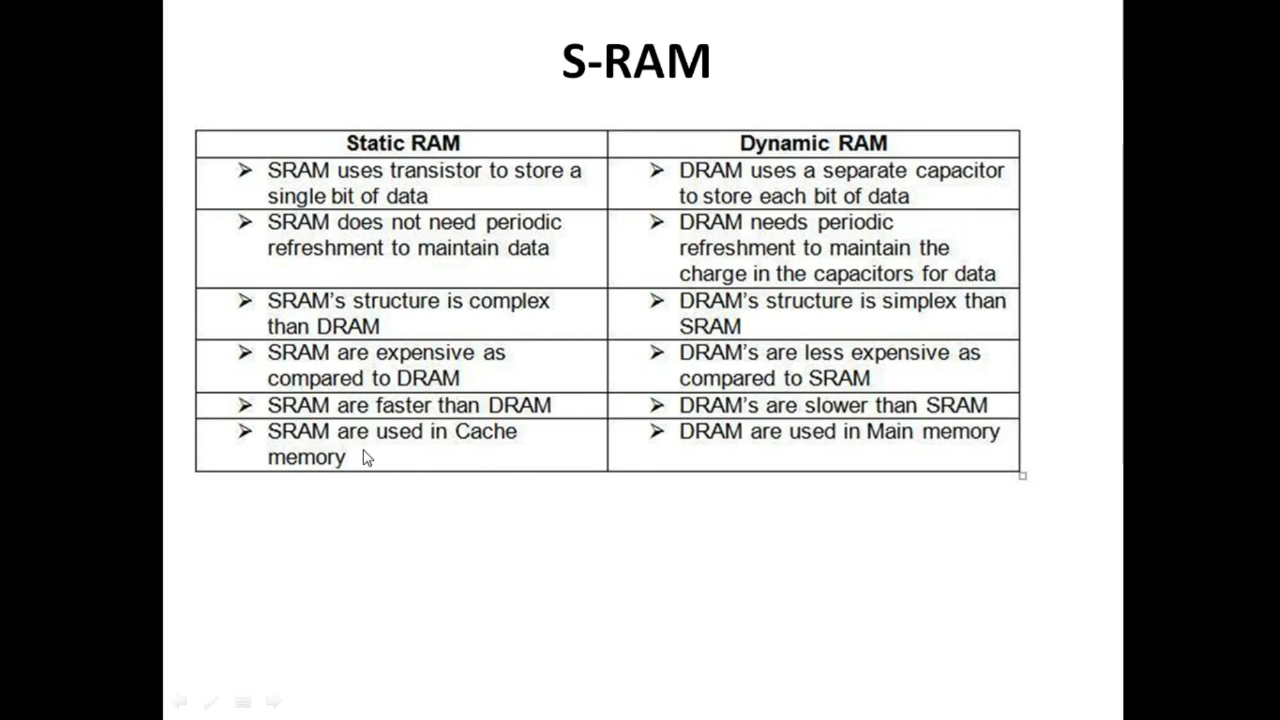 S-RAM
Static RAM
Dynamic RAM
➢ SRAM uses transistor to store a
single bit of data
➢ DRAM uses a separate capacitor
to store each bit of data
➢ SRAM does not need periodic
refreshment to maintain data
➢ DRAM needs periodic
refreshment to maintain the
charge in the capacitors for data
➢ SRAM’s structure is complex
than DRAM
➢ DRAM’s structure is simplex than
SRAM
➢ SRAM are expensive as
compared to DRAM
➢ DRAM’s are less expensive as
compared to SRAM
➢ SRAM are faster than DRAM
➢ DRAM’s are slower than SRAM
➢ SRAM are used in Cache
memory
➢ DRAM are used in Main memory